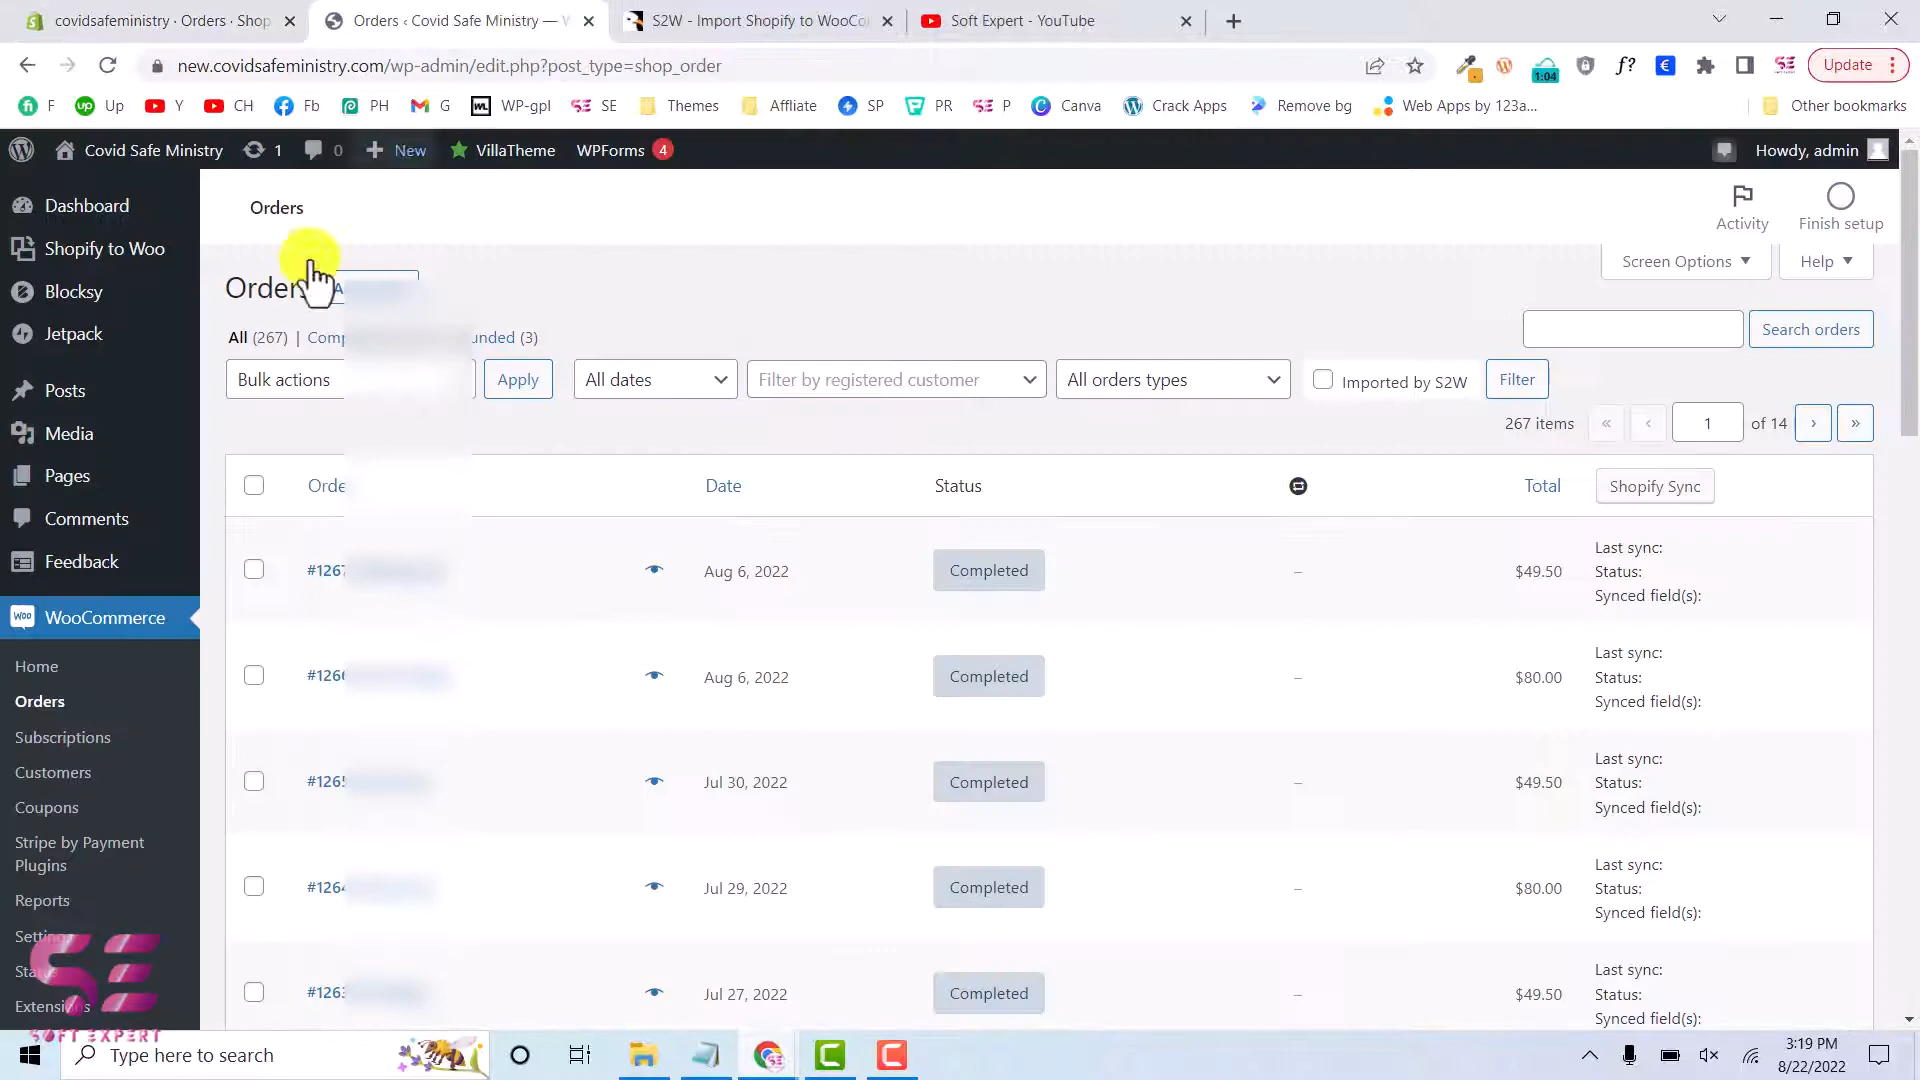 covidsafeministry · Orders · Shop
Orders ‹ Covid Safe Ministry — W
S2W - Import Shopify to WooCo
Soft Expert - YouTube
new.covidsafeministry.com/wp-admin/edit.php?post_type=shop_order
1:04
f?
Update
F
Up
Y
CH
Fb
PH
G
WP-gpl
SE
Themes
Affliate
SP
PR
P
Canva
Crack Apps
Remove bg
Web Apps by 123a...
Other bookmarks
Covid Safe Ministry
1
0
New
VillaTheme
WPForms 4
Howdy, admin
Dashboard
Shopify to Woo
Blocksy
Jetpack
Posts
Media
Pages
Comments
Feedback
WooCommerce
Home
Orders
Subscriptions
Customers
Coupons
Stripe by Payment
Plugins
Reports
Extensions
SOFT EXPERT
Orders
Activity
Finish setup
Screen Options
Help
All (267) |
unded (3)
Search orders
Bulk actions
Apply
All dates
Filter by registered customer
All orders types
Imported by S2W
Filter
267 items
«
‹
1
of 14
›
»
Orde
Date
Status
Total
Shopify Sync
#1267
Aug 6, 2022
Completed
–
$49.50
Last sync:
Status:
Synced field(s):
#1266
Aug 6, 2022
Completed
–
$80.00
Last sync:
Status:
Synced field(s):
#1265
Jul 30, 2022
Completed
–
$49.50
Last sync:
Status:
Synced field(s):
#1264
Jul 29, 2022
Completed
–
$80.00
Last sync:
Status:
Synced field(s):
#1263
Jul 27, 2022
Completed
–
$49.50
Last sync:
Status:
Synced field(s):
Type here to search
3:19 PM
8/22/2022